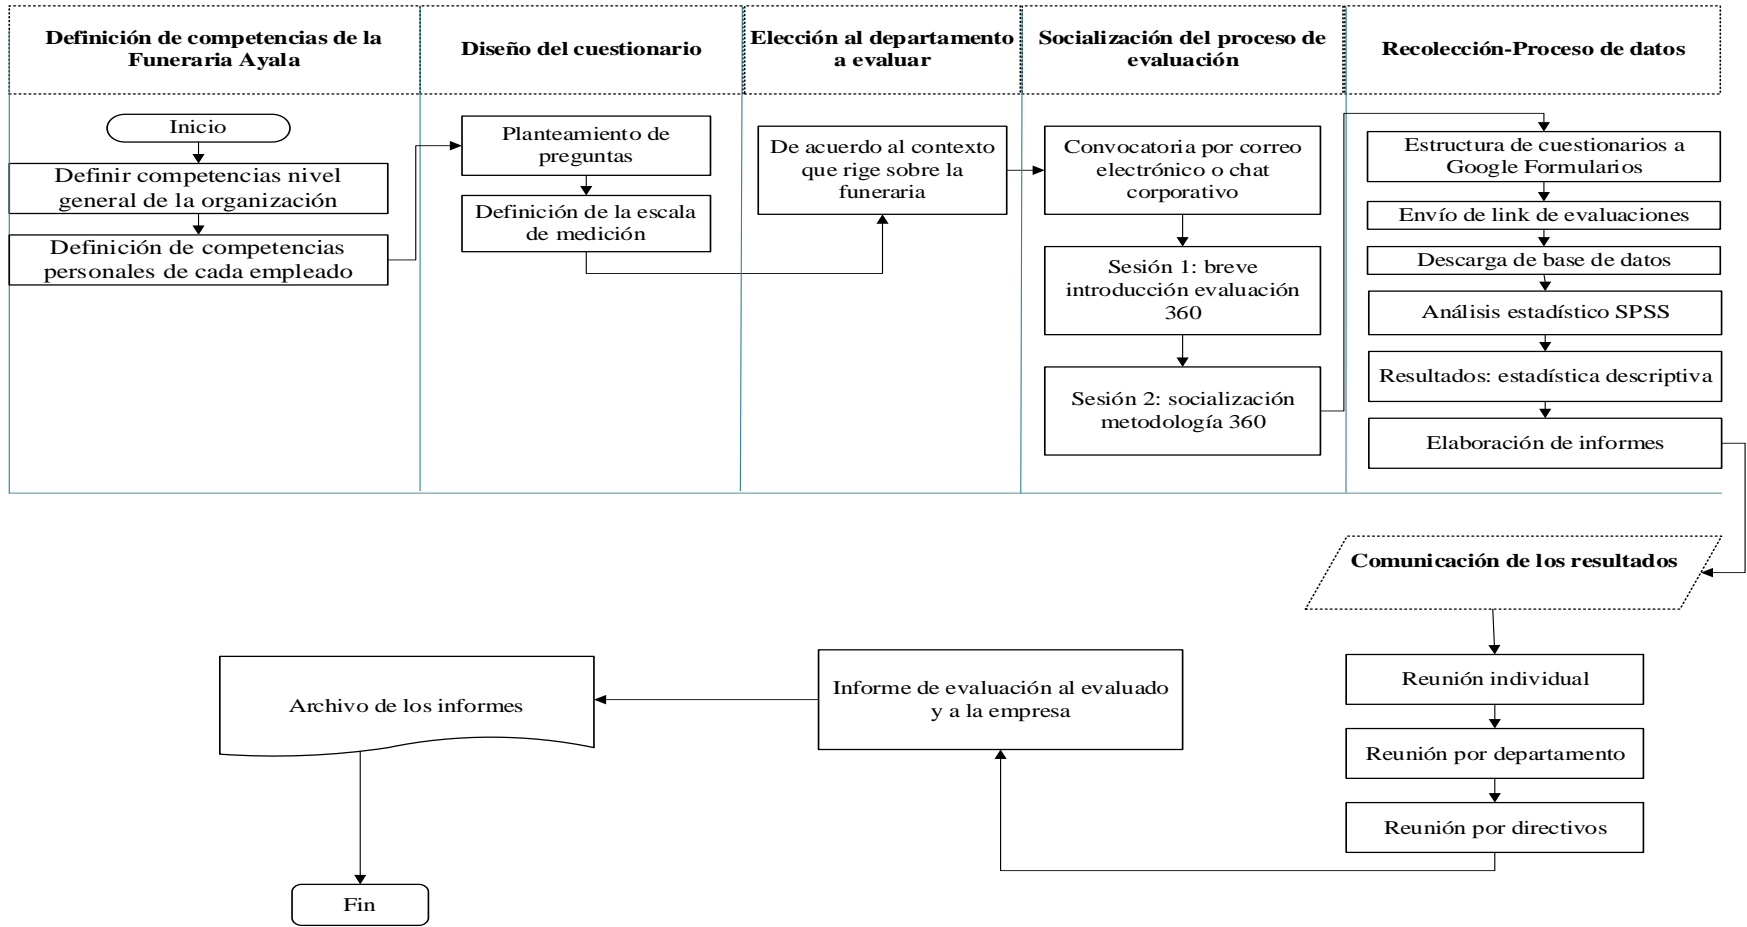 Definición de competencias de la
Funeraria Ayala
Diseño del cuestionario
Elección al departamento
a evaluar
Socialización del proceso de
evaluación
Recolección-Proceso de datos
Inicio
Definir competencias nivel
general de la organización
Definición de competencias
personales de cada empleado
Planteamiento de
preguntas
Definición de la escala
de medición
De acuerdo al contexto
que rige sobre la
funeraria
Convocatoria por correo
electrónico o chat
corporativo
Sesión 1: breve
introducción evaluación
360
Sesión 2: socialización
metodología 360
Estructura de cuestionarios a
Google Formularios
Envío de link de evaluaciones
Descarga de base de datos
Análisis estadístico SPSS
Resultados: estadística descriptiva
Elaboración de informes
Comunicación de los resultados
Reunión individual
Reunión por departamento
Reunión por directivos
Informe de evaluación al evaluado
y a la empresa
Archivo de los informes
Fin